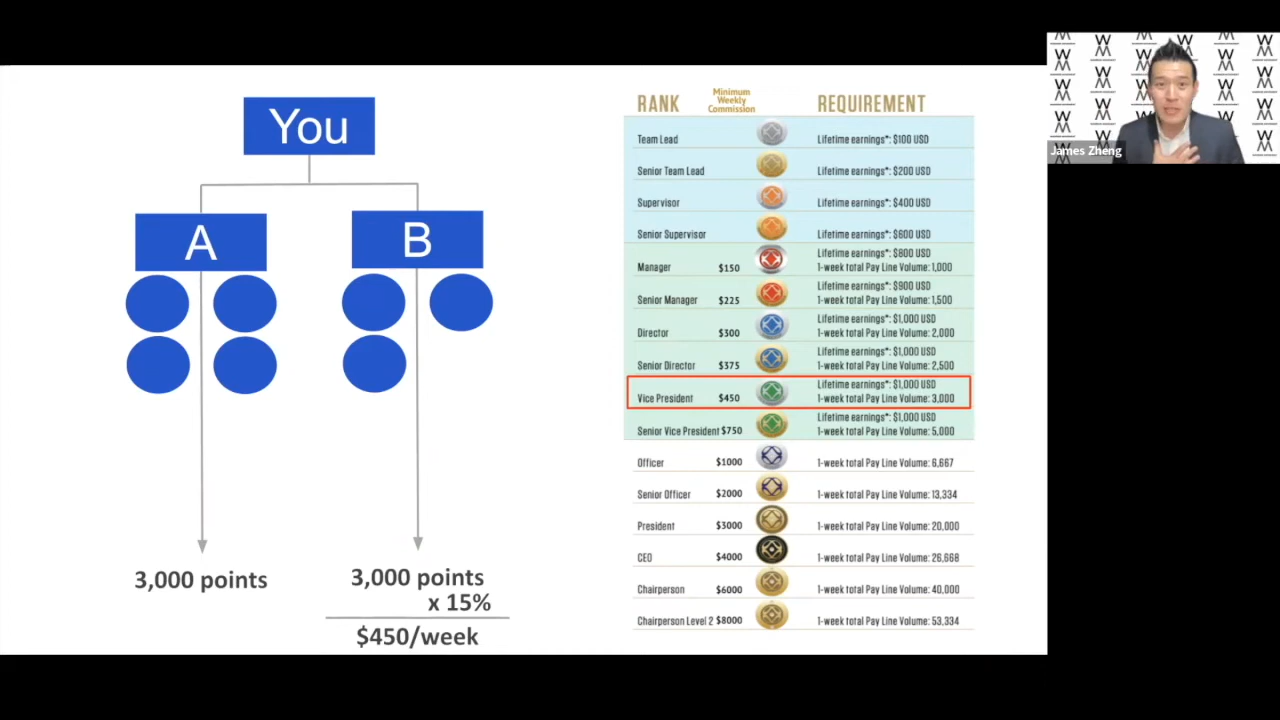 You
A
B
3,000 points
3,000 points
x 15%
$450/week
RANK
Minimum
Weekly
Commission
REQUIREMENT
Team Lead Lifetime earnings*: $100 USD
Senior Team Lead Lifetime earnings*: $200 USD
Supervisor Lifetime earnings*: $400 USD
Senior Supervisor Lifetime earnings*: $600 USD
Lifetime earnings*: $800 USD
Manager $150 1-week total Pay Line Volume: 1,000
Lifetime earnings*: $900 USD
Senior Manager $225 1-week total Pay Line Volume: 1,500
Lifetime earnings*: $1,000 USD
Director $300 1-week total Pay Line Volume: 2,000
Lifetime earnings*: $1,000 USD
Senior Director $375 1-week total Pay Line Volume: 2,500
Lifetime earnings*: $1,000 USD
Vice President $450 1-week total Pay Line Volume: 3,000
Lifetime earnings*: $1,000 USD
Senior Vice President $750 1-week total Pay Line Volume: 5,000
Officer $1000 1-week total Pay Line Volume: 6,667
Senior Officer $2000 1-week total Pay Line Volume: 13,334
President $3000 1-week total Pay Line Volume: 20,000
CEO $4000 1-week total Pay Line Volume: 26,668
Chairperson $6000 1-week total Pay Line Volume: 40,000
Chairperson Level 2 $8000 1-week total Pay Line Volume: 53,334
James Zheng